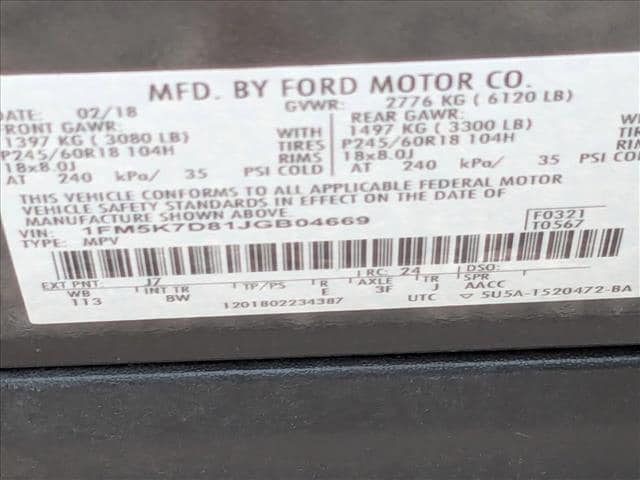 MFD. BY FORD MOTOR CO.
DATE: 02/18 GVWR: 2776 KG ( 6120 LB)
FRONT GAWR: REAR GAWR:
1397 KG ( 3080 LB) WITH 1497 KG ( 3300 LB)
P245/60R18 104H TIRES P245/60R18 104H TIRES
18x8.0J RIMS 18x8.0J RIMS
AT 240 kPa/ 35 PSI COLD AT 240 kPa/ 35 PSI COLD
THIS VEHICLE CONFORMS TO ALL APPLICABLE FEDERAL MOTOR
VEHICLE SAFETY STANDARDS IN EFFECT ON THE DATE OF
MANUFACTURE SHOWN ABOVE.
VIN: 1FM5K7D81JGB04669 F0321
TYPE: MPV T0567
EXT PNT: J7 RC: 24 DSO:
WB INT TR TP/PS R AXLE TR SPR
113 8W E 3F J AACC
1201802234387 UTC ▽ 5U5A-1520472-BA